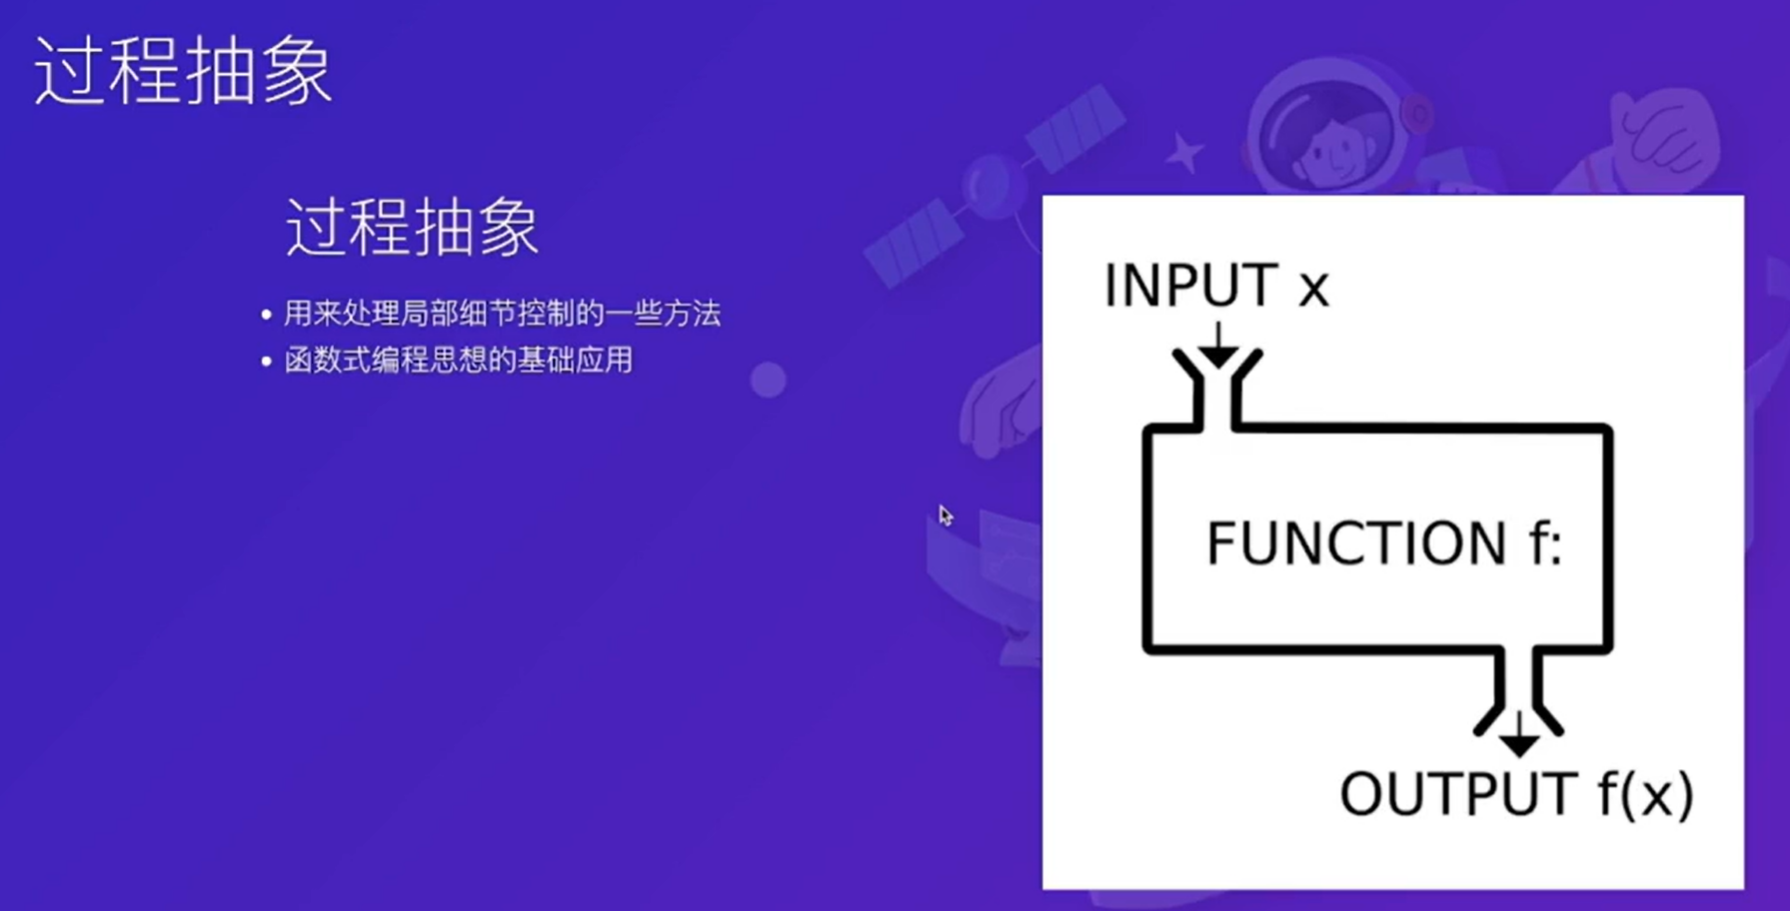 过程抽象
过程抽象
用来处理局部细节控制的一些方法
函数式编程思想的基础应用
INPUT x
FUNCTION f:
OUTPUT f(x)